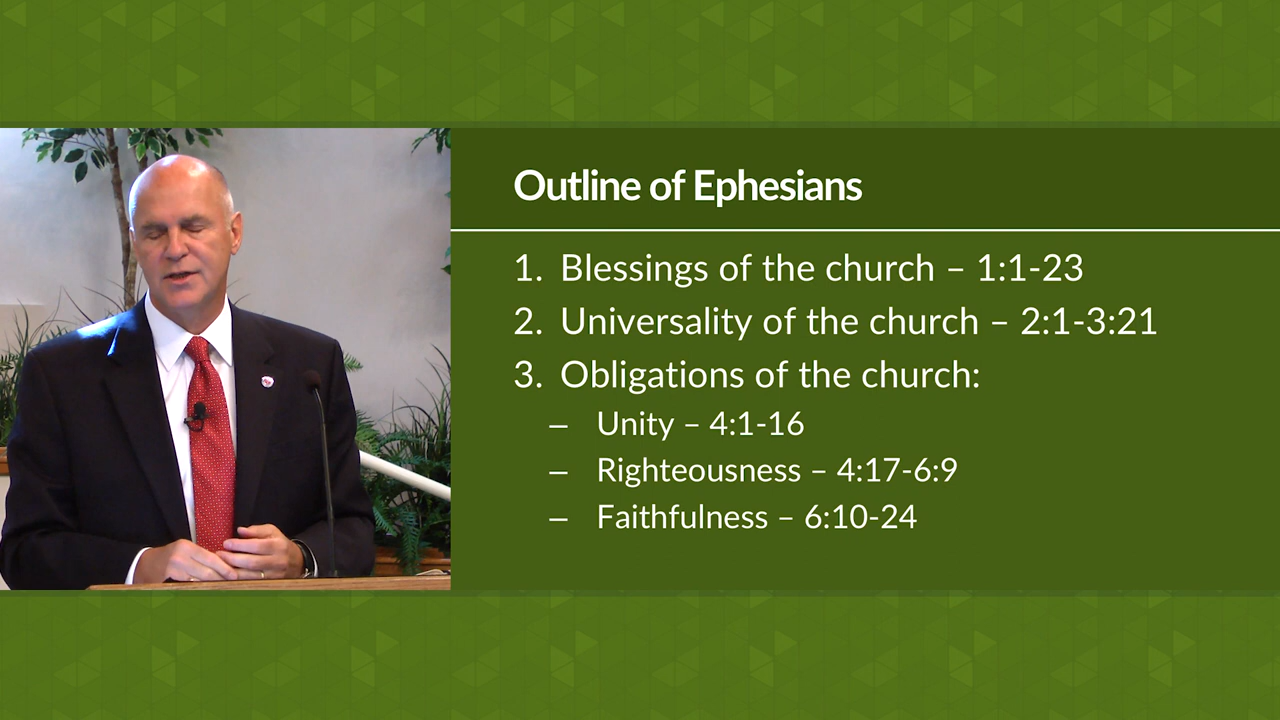 Outline of Ephesians
1. Blessings of the church – 1:1-23
2. Universality of the church – 2:1-3:21
3. Obligations of the church:
– Unity – 4:1-16
– Righteousness – 4:17-6:9
– Faithfulness – 6:10-24